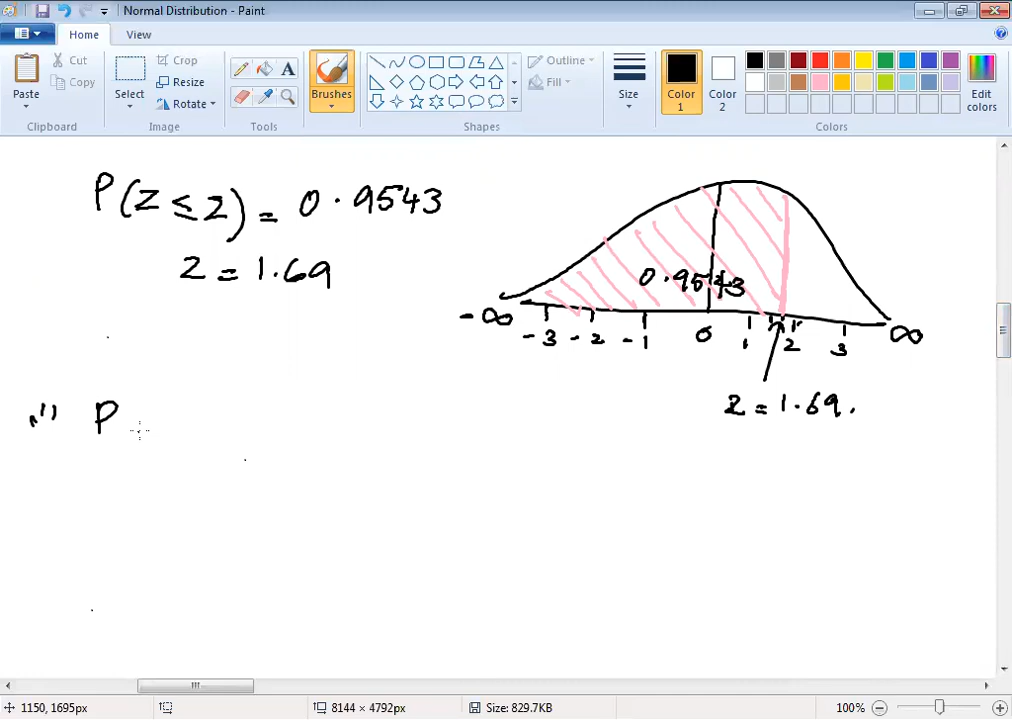 Normal Distribution - Paint
Home View
Paste
Cut
Copy
Clipboard
Select
Crop
Resize
Rotate
Image
A
Tools
Brushes
Shapes
Outline
Fill
Size
Color 1
Color 2
Colors
Edit colors
P(Z ≤ z) = 0.9543
z = 1.69
0.9543
-∞ -3 -2 -1 0 1 2 3 ∞
z = 1.69.
P
1150, 1695px
8144 × 4792px
Size: 829.7KB
100%